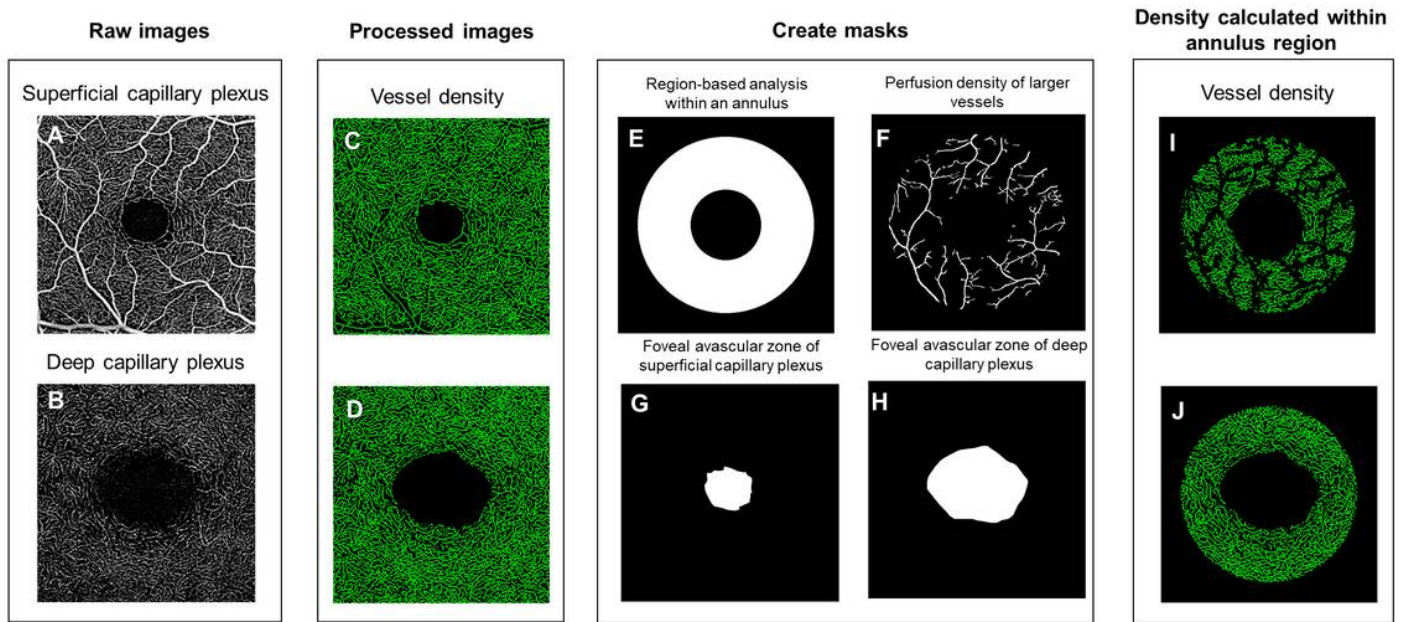 Raw images
Superficial capillary plexus
A
Deep capillary plexus
B
Processed images
Vessel density
C
D
Create masks
Region-based analysis
within an annulus
E
Perfusion density of larger
vessels
F
Foveal avascular zone of
superficial capillary plexus
G
Foveal avascular zone of deep
capillary plexus
H
Density calculated within
annulus region
Vessel density
I
J